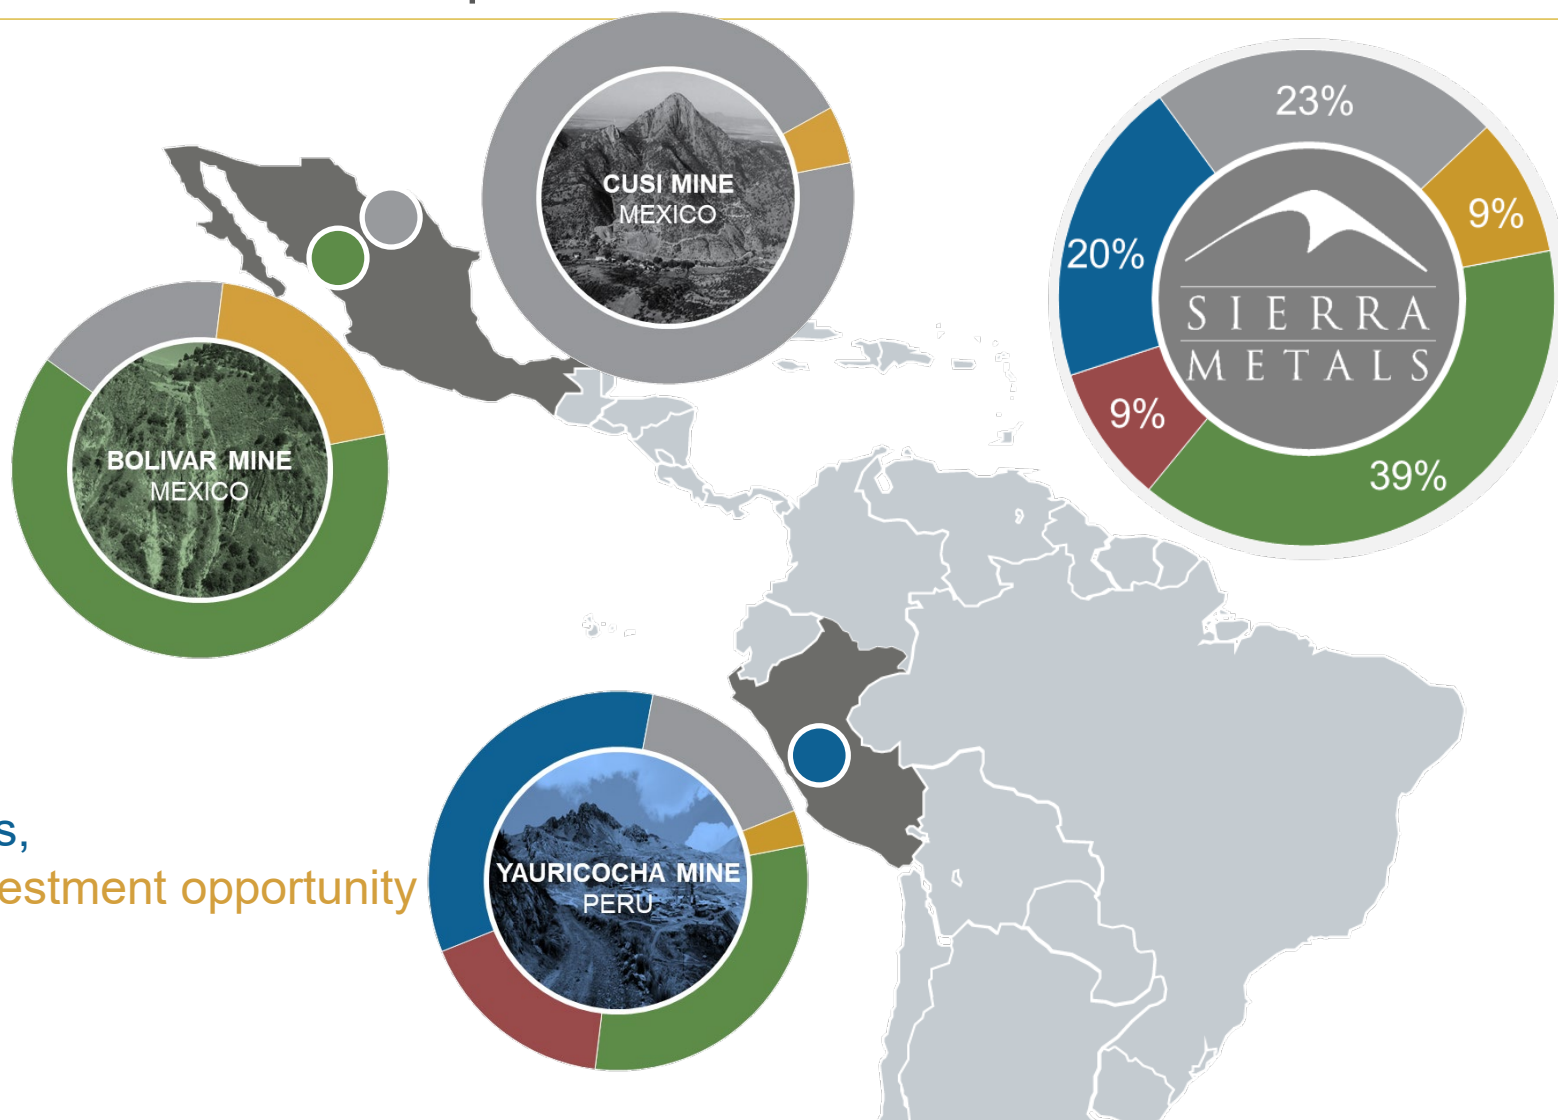 CUSI MINE
MEXICO
23%
9%
20%
SIERRA
METALS
9%
39%
BOLIVAR MINE
MEXICO
YAURICOCHA MINE
PERU
s,
estment opportunity